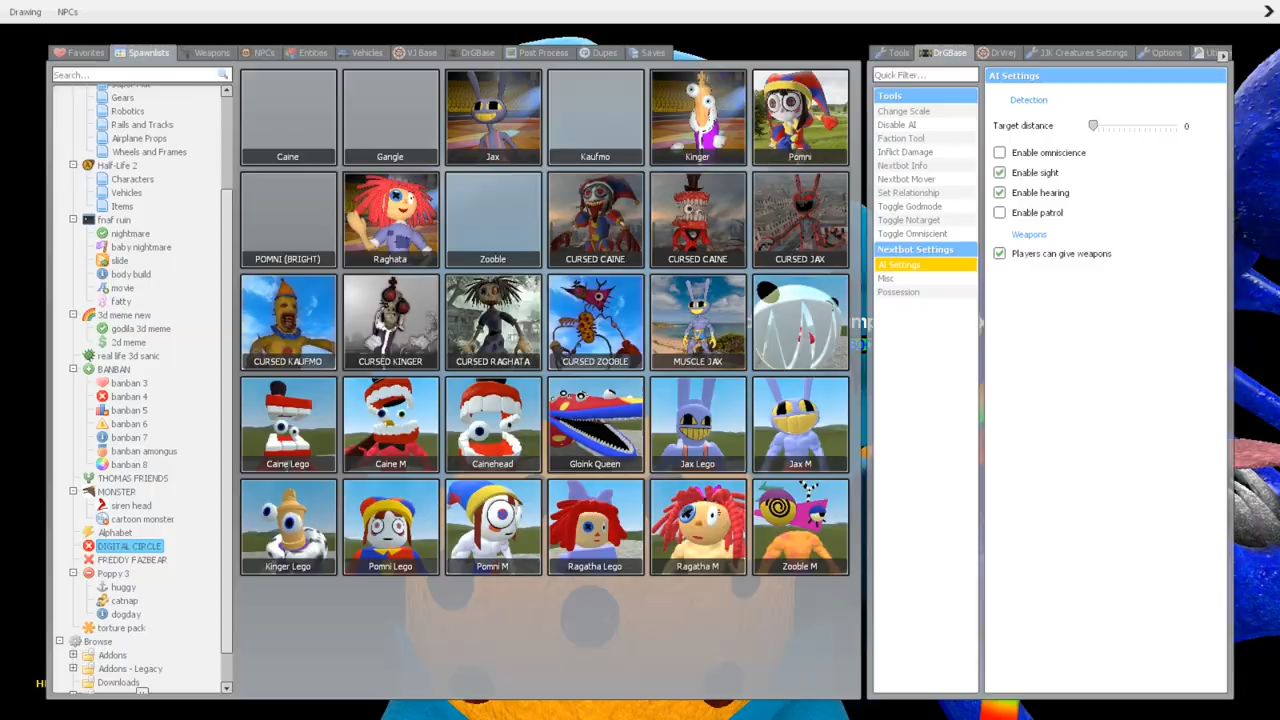 Drawing NPCs
Favorites Spawnlists Weapons NPCs Entities Vehicles VJ Base DrGBase Post Process Dupes Saves
Tools DrGBase DrVrej JJK Creatures Settings Options
Search...
Gears
Robotics
Rails and Tracks
Airplane Props
Wheels and Frames
Half-Life 2
Characters
Vehicles
Items
fnaf ruin
nightmare
baby nightmare
slide
body build
movie
fatty
3d meme new
godila 3d meme
2d meme
real life 3d sanic
BANBAN
banban 3
banban 4
banban 5
banban 6
banban 7
banban amongus
banban 8
THOMAS FRIENDS
MONSTER
siren head
cartoon monster
Alphabet
DIGITAL CIRCLE
FREDDY FAZBEAR
Poppy 3
huggy
catnap
dogday
torture pack
Browse
Addons
Addons - Legacy
Downloads
Caine Gangle Jax Kaufmo Kinger Pomni
POMNI (BRIGHT) Raghata Zooble CURSED CAINE CURSED CAINE CURSED JAX
CURSED KAUFMO CURSED KINGER CURSED RAGHATA CURSED ZOOBLE MUSCLE JAX
Caine Lego Caine M Cainehead Gloink Queen Jax Lego Jax M
Kinger Lego Pomni Lego Pomni M Ragatha Lego Ragatha M Zooble M
Quick Filter...
Tools
Change Scale
Disable AI
Faction Tool
Inflict Damage
Nextbot Info
Nextbot Mover
Set Relationship
Toggle Godmode
Toggle Notarget
Toggle Omniscient
Nextbot Settings
AI Settings
Misc
Possession
AI Settings
Detection
Target distance 0
Enable omniscience
Enable sight
Enable hearing
Enable patrol
Weapons
Players can give weapons